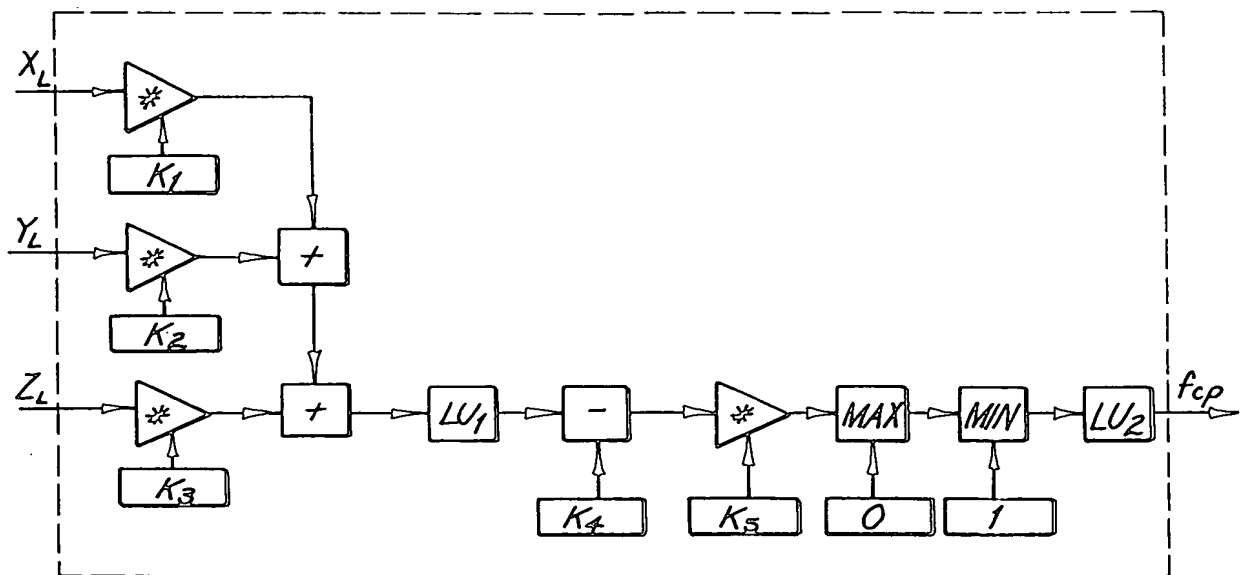 X_L
*
K_1
Y_L
*
+
K_2
Z_L
*
+
LU_1
-
*
MAX
MIN
LU_2
f_cp
K_3
K_4
K_5
0
1